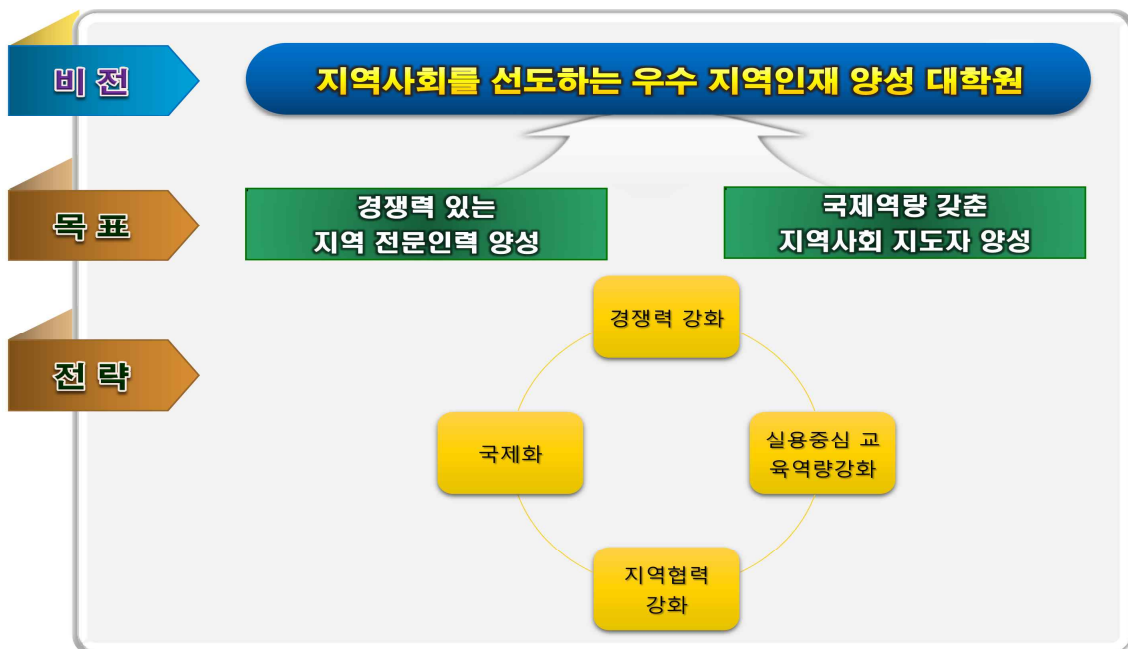 비 전
지역사회를 선도하는 우수 지역인재 양성 대학원
목 표
경쟁력 있는
지역 전문인력 양성
국제역량 갖춘
지역사회 지도자 양성
전 략
경쟁력 강화
국제화
실용중심 교
육역량강화
지역협력
강화